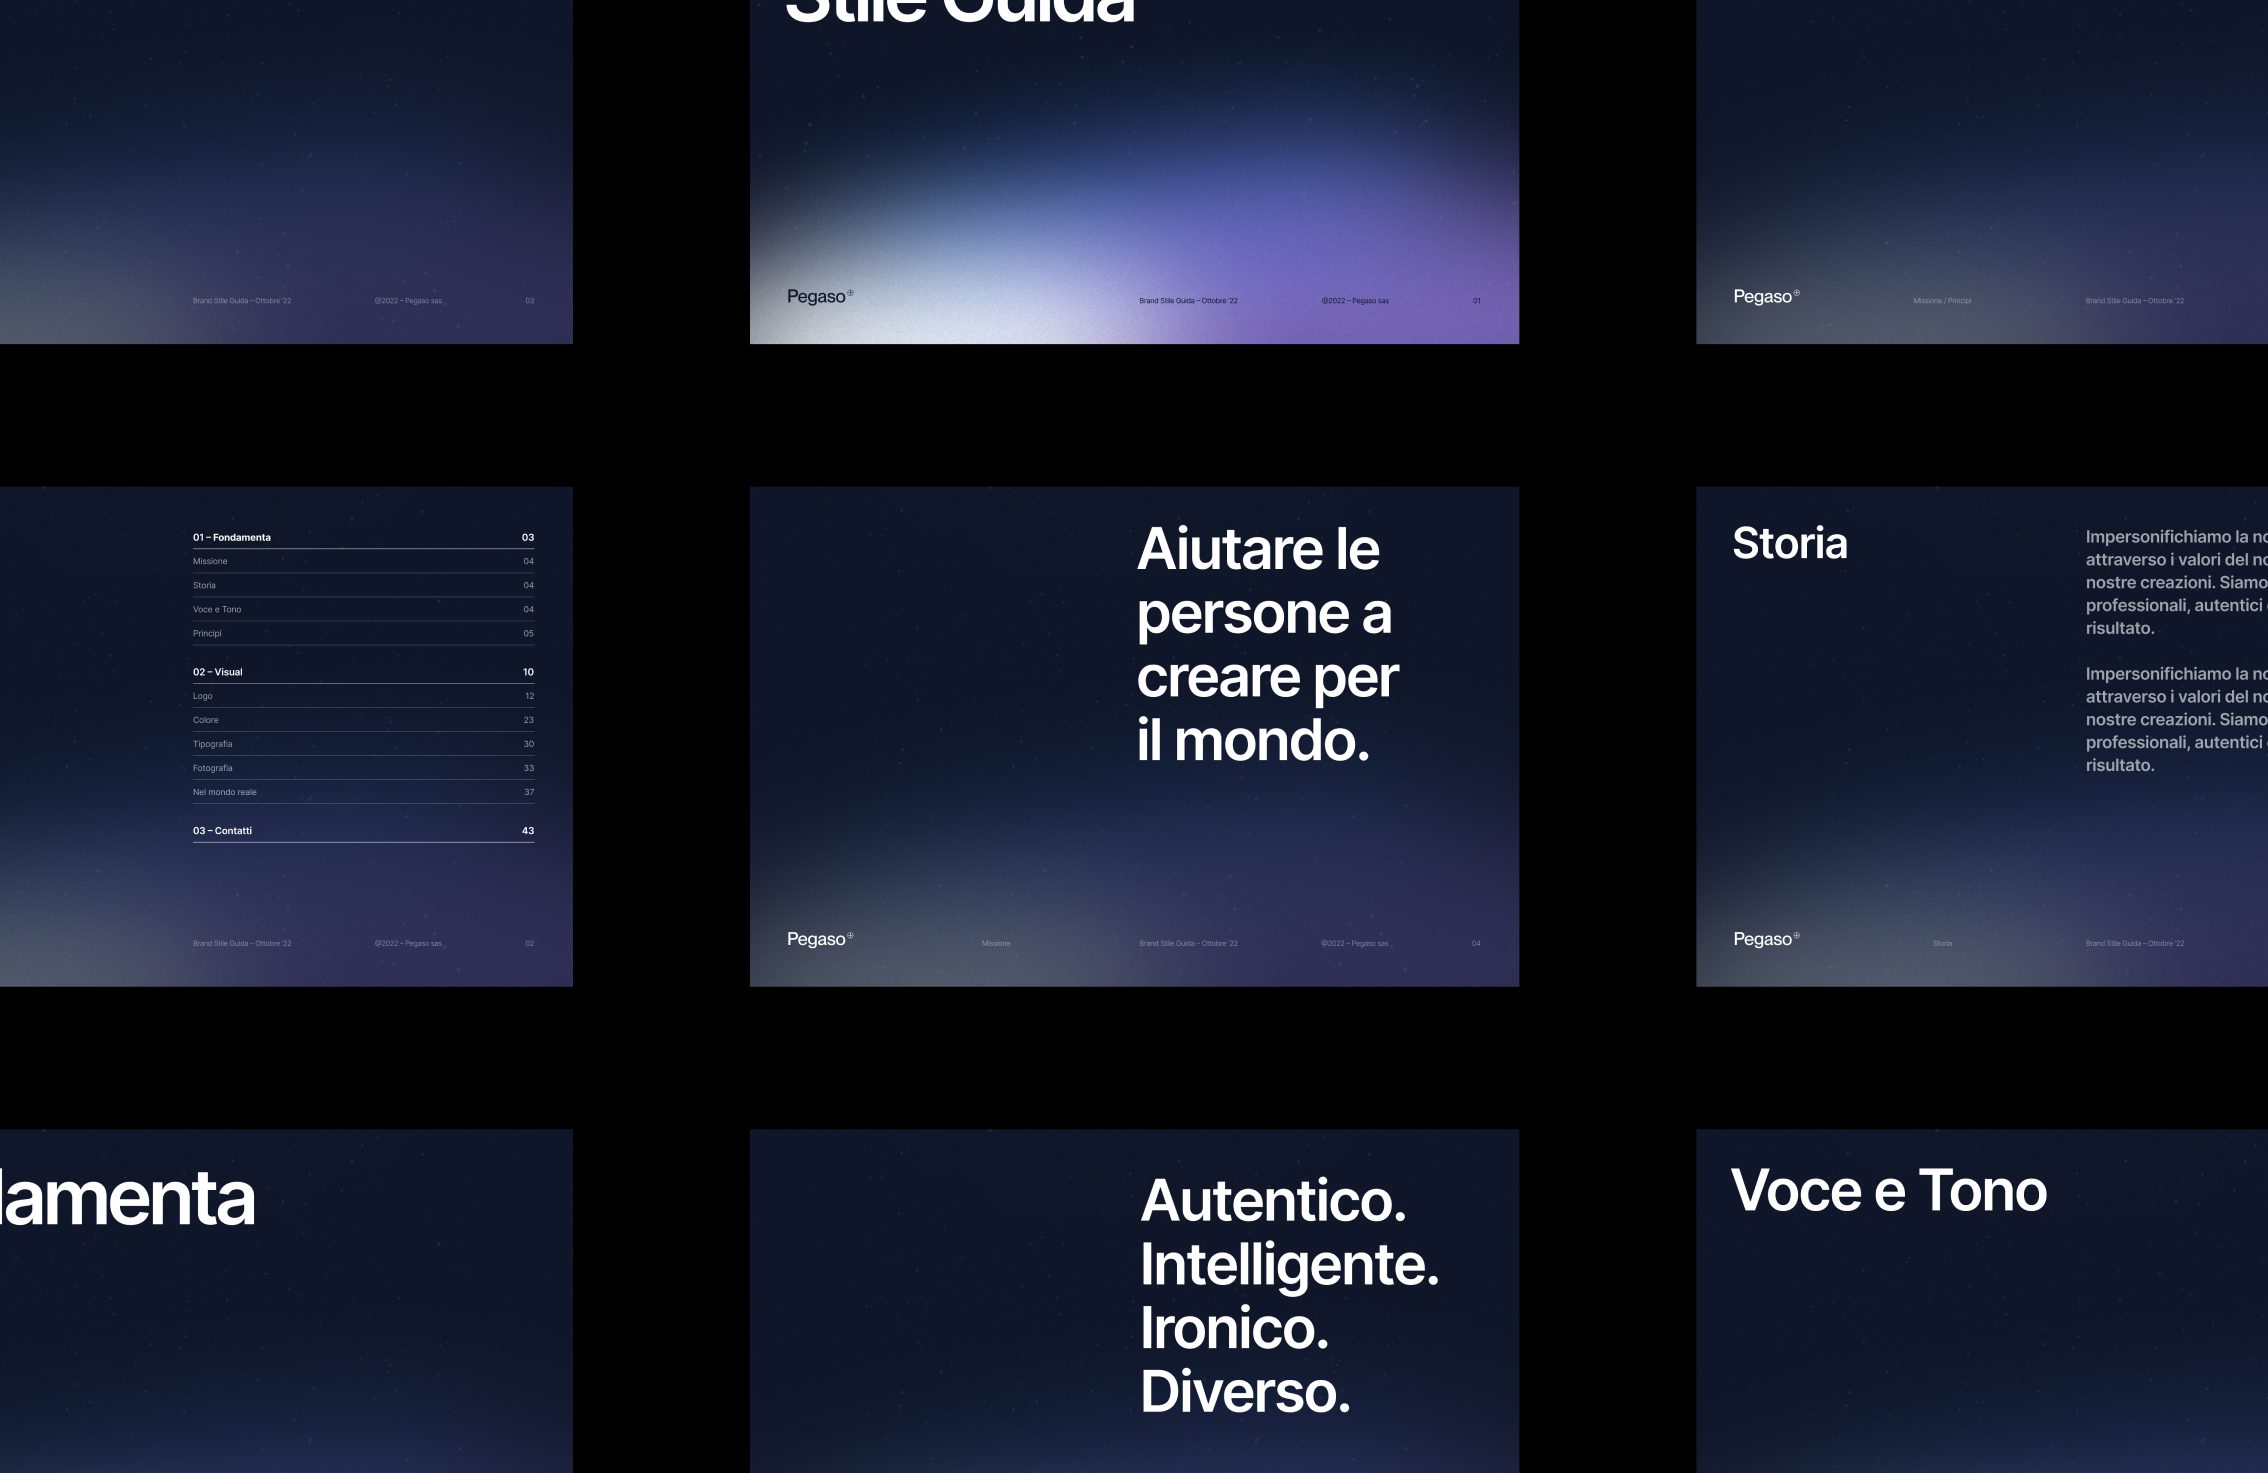 Brand Stile Guida – Ottobre '22
@2022 – Pegaso sas
03
Stile Guida
Pegaso
Brand Stile Guida – Ottobre '22
@2022 – Pegaso sas
01
Pegaso
Missione / Principi
Brand Stile Guida – Ottobre '22
01 – Fondamenta 03
Missione 04
Storia 04
Voce e Tono 04
Principi 05
02 – Visual 10
Logo 12
Colore 23
Tipografia 30
Fotografia 33
Nel mondo reale 37
03 – Contatti 43
Brand Stile Guida – Ottobre '22
@2022 – Pegaso sas
02
Aiutare le
persone a
creare per
il mondo.
Pegaso
Missione
Brand Stile Guida – Ottobre '22
@2022 – Pegaso sas
04
Storia
Impersonifichiamo la no
attraverso i valori del no
nostre creazioni. Siamo
professionali, autentici
risultato.
Impersonifichiamo la no
attraverso i valori del no
nostre creazioni. Siamo
professionali, autentici
risultato.
Pegaso
Storia
Brand Stile Guida – Ottobre '22
lamenta
Autentico.
Intelligente.
Ironico.
Diverso.
Voce e Tono